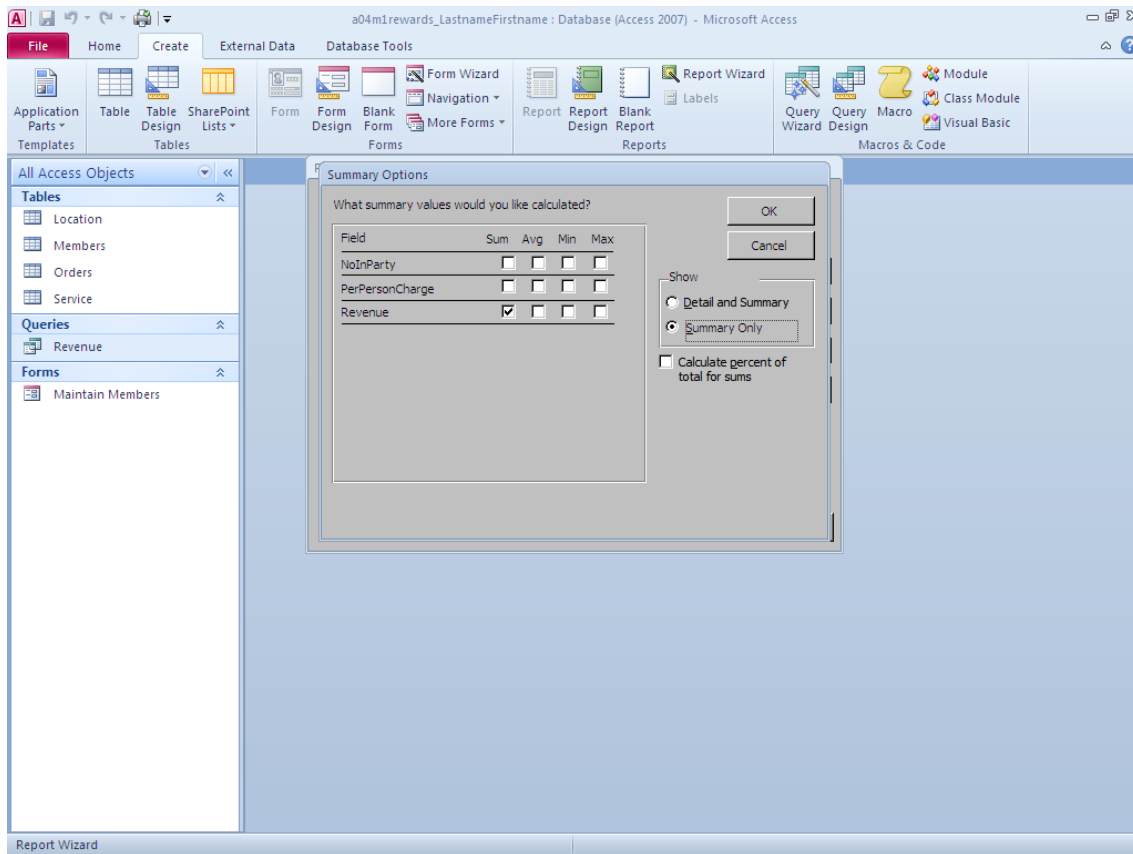 a04m1rewards_LastnameFirstname : Database (Access 2007) - Microsoft Access
File Home Create External Data Database Tools
Application Parts
Table
Table Design
SharePoint Lists
Form
Form Design
Blank Form
Form Wizard
Navigation
More Forms
Report
Report Design
Blank Report
Report Wizard
Labels
Query Wizard
Query Design
Macro
Module
Class Module
Visual Basic
Templates Tables Forms Reports Macros & Code
All Access Objects
Tables
Location
Members
Orders
Service
Queries
Revenue
Forms
Maintain Members
Summary Options
What summary values would you like calculated?
Field Sum Avg Min Max
NoInParty
PerPersonCharge
Revenue
OK
Cancel
Show
Detail and Summary
Summary Only
Calculate percent of
total for sums
Report Wizard